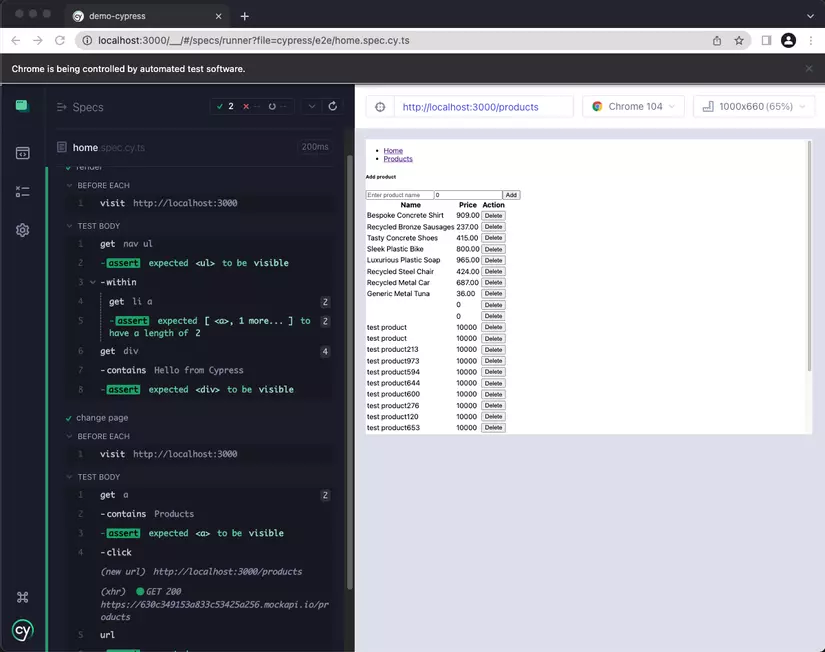 demo-cypress
localhost:3000/__/#/specs/runner?file=cypress/e2e/home.spec.cy.ts
Chrome is being controlled by automated test software.
Specs
2
--
--
home.spec.cy.ts
200ms
render
BEFORE EACH
1 visit http://localhost:3000
TEST BODY
1 get nav ul
2 -assert expected <ul> to be visible
3 -within
4 get li a 2
5 -assert expected [ <a>, 1 more... ] to 2
have a length of 2
6 get div 4
7 -contains Hello from Cypress
8 -assert expected <div> to be visible
change page
BEFORE EACH
1 visit http://localhost:3000
TEST BODY
1 get a 2
2 -contains Products
3 -assert expected <a> to be visible
4 -click
(new url) http://localhost:3000/products
(xhr) GET 200
https://630c349153a833c53425a256.mockapi.io/pr
oducts
5 url
cy
http://localhost:3000/products
Chrome 104
1000x660 (65%)
Home
Products
Add product
Enter product name 0 Add
Name Price Action
Bespoke Concrete Shirt 909.00 Delete
Recycled Bronze Sausages 237.00 Delete
Tasty Concrete Shoes 415.00 Delete
Sleek Plastic Bike 800.00 Delete
Luxurious Plastic Soap 965.00 Delete
Recycled Steel Chair 424.00 Delete
Recycled Metal Car 687.00 Delete
Generic Metal Tuna 36.00 Delete
0 Delete
0 Delete
test product 10000 Delete
test product 10000 Delete
test product213 10000 Delete
test product973 10000 Delete
test product594 10000 Delete
test product644 10000 Delete
test product600 10000 Delete
test product276 10000 Delete
test product120 10000 Delete
test product653 10000 Delete